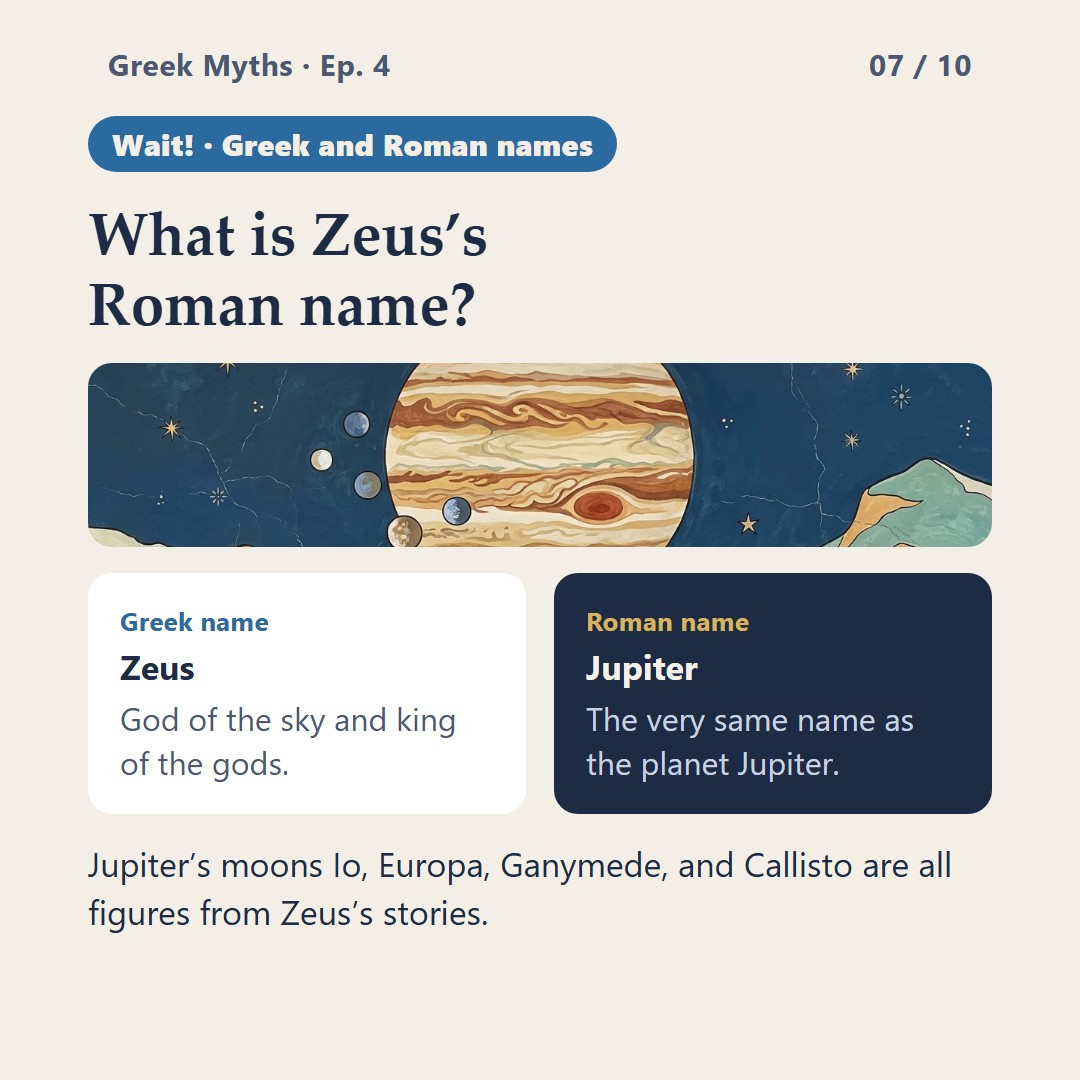 Greek Myths · Ep. 4
07 / 10
Wait! · Greek and Roman names
What is Zeus’s
Roman name?
Greek name
Zeus
God of the sky and king
of the gods.
Roman name
Jupiter
The very same name as
the planet Jupiter.
Jupiter’s moons Io, Europa, Ganymede, and Callisto are all
figures from Zeus’s stories.